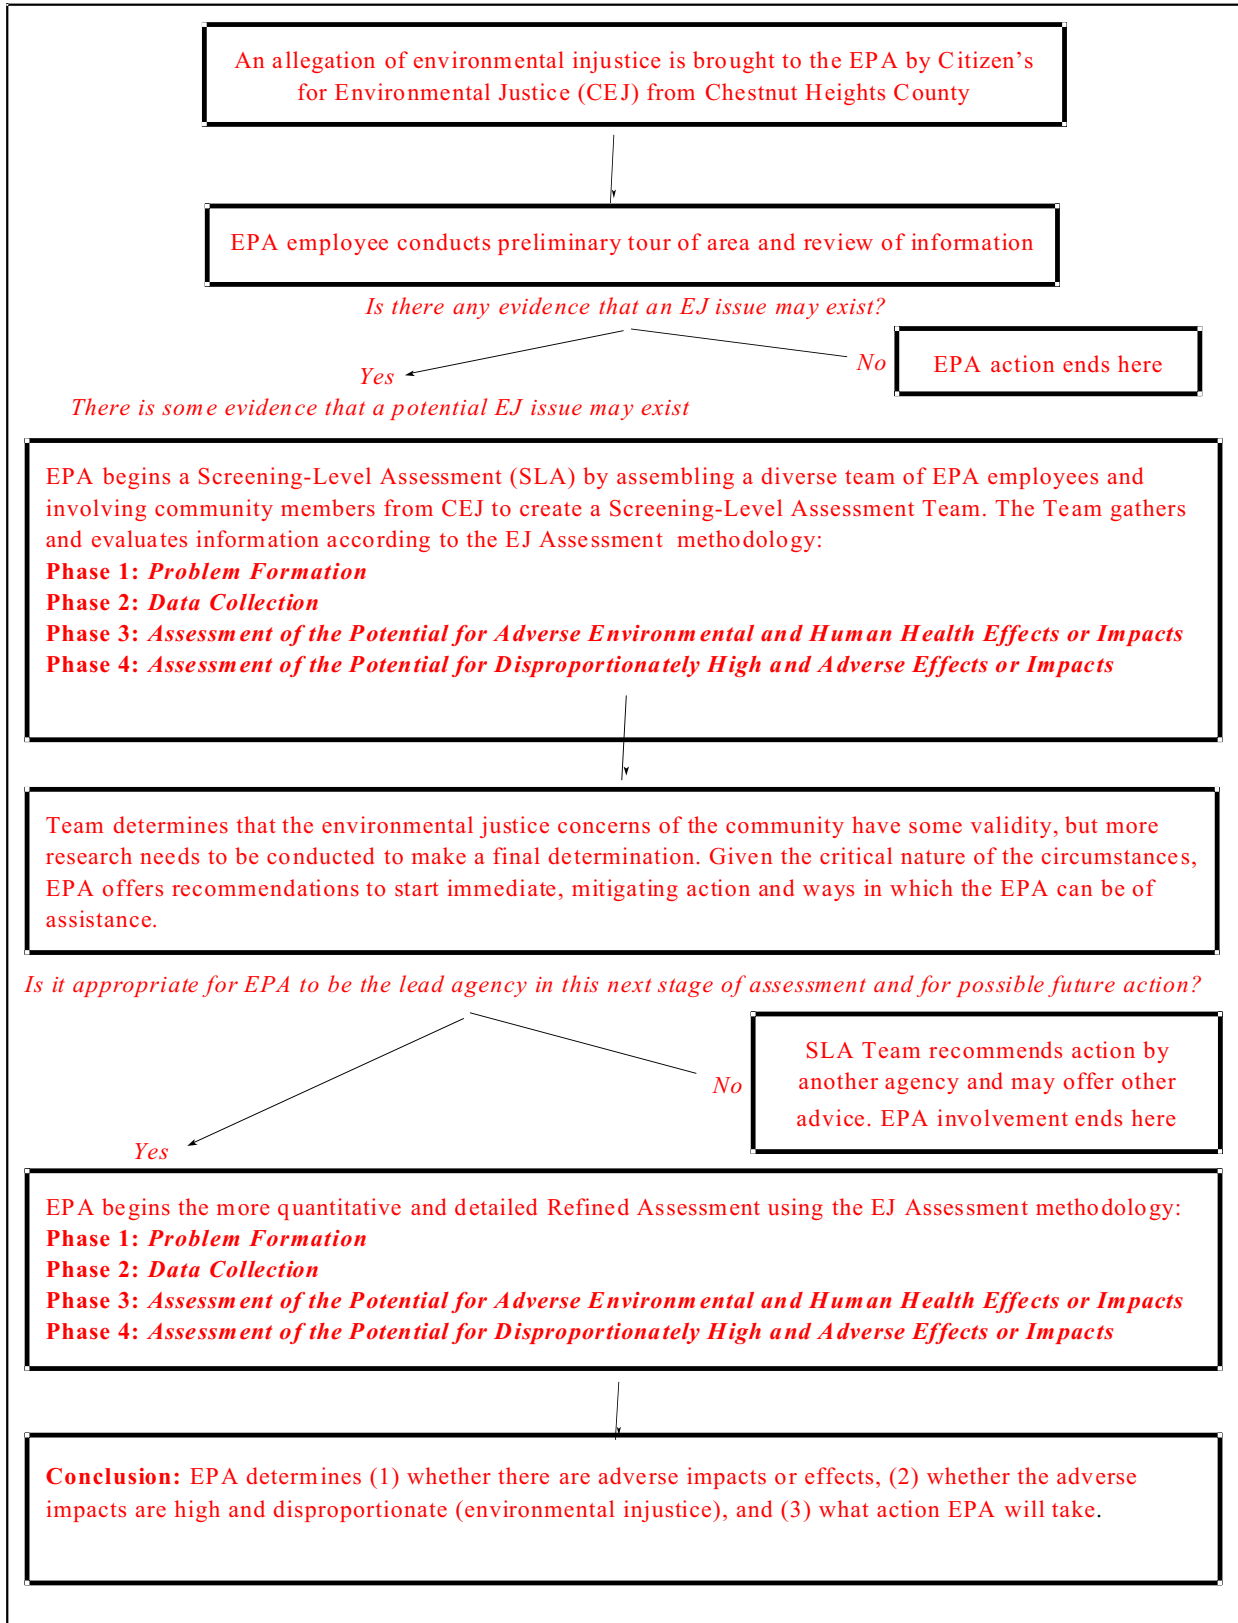 An allegation of environmental injustice is brought to the EPA by Citizen's
for Environmental Justice (CEJ) from Chestnut Heights County
EPA employee conducts preliminary tour of area and review of information
Is there any evidence that an EJ issue may exist?
No
EPA action ends here
Yes
There is some evidence that a potential EJ issue may exist
EPA begins a Screening-Level Assessment (SLA) by assembling a diverse team of EPA employees and
involving community members from CEJ to create a Screening-Level Assessment Team. The Team gathers
and evaluates information according to the EJ Assessment methodology:
Phase 1: Problem Formation
Phase 2: Data Collection
Phase 3: Assessment of the Potential for Adverse Environmental and Human Health Effects or Impacts
Phase 4: Assessment of the Potential for Disproportionately High and Adverse Effects or Impacts
Team determines that the environmental justice concerns of the community have some validity, but more
research needs to be conducted to make a final determination. Given the critical nature of the circumstances,
EPA offers recommendations to start immediate, mitigating action and ways in which the EPA can be of
assistance.
Is it appropriate for EPA to be the lead agency in this next stage of assessment and for possible future action?
No
SLA Team recommends action by
another agency and may offer other
advice. EPA involvement ends here
Yes
EPA begins the more quantitative and detailed Refined Assessment using the EJ Assessment methodology:
Phase 1: Problem Formation
Phase 2: Data Collection
Phase 3: Assessment of the Potential for Adverse Environmental and Human Health Effects or Impacts
Phase 4: Assessment of the Potential for Disproportionately High and Adverse Effects or Impacts
Conclusion: EPA determines (1) whether there are adverse impacts or effects, (2) whether the adverse
impacts are high and disproportionate (environmental injustice), and (3) what action EPA will take.